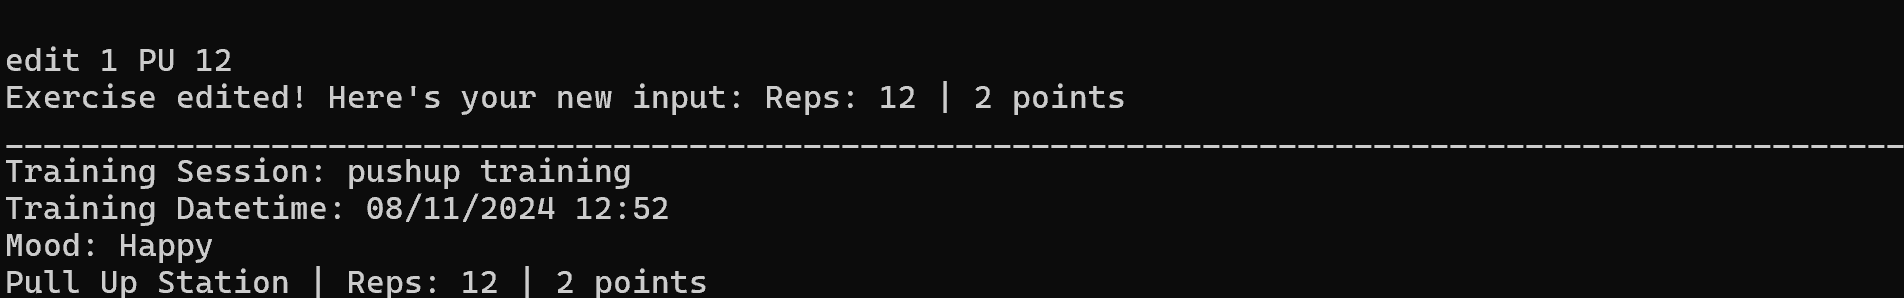 edit 1 PU 12
Exercise edited! Here's your new input: Reps: 12 | 2 points
____________________________________________________________________________________________________
Training Session: pushup training
Training Datetime: 08/11/2024 12:52
Mood: Happy
Pull Up Station | Reps: 12 | 2 points